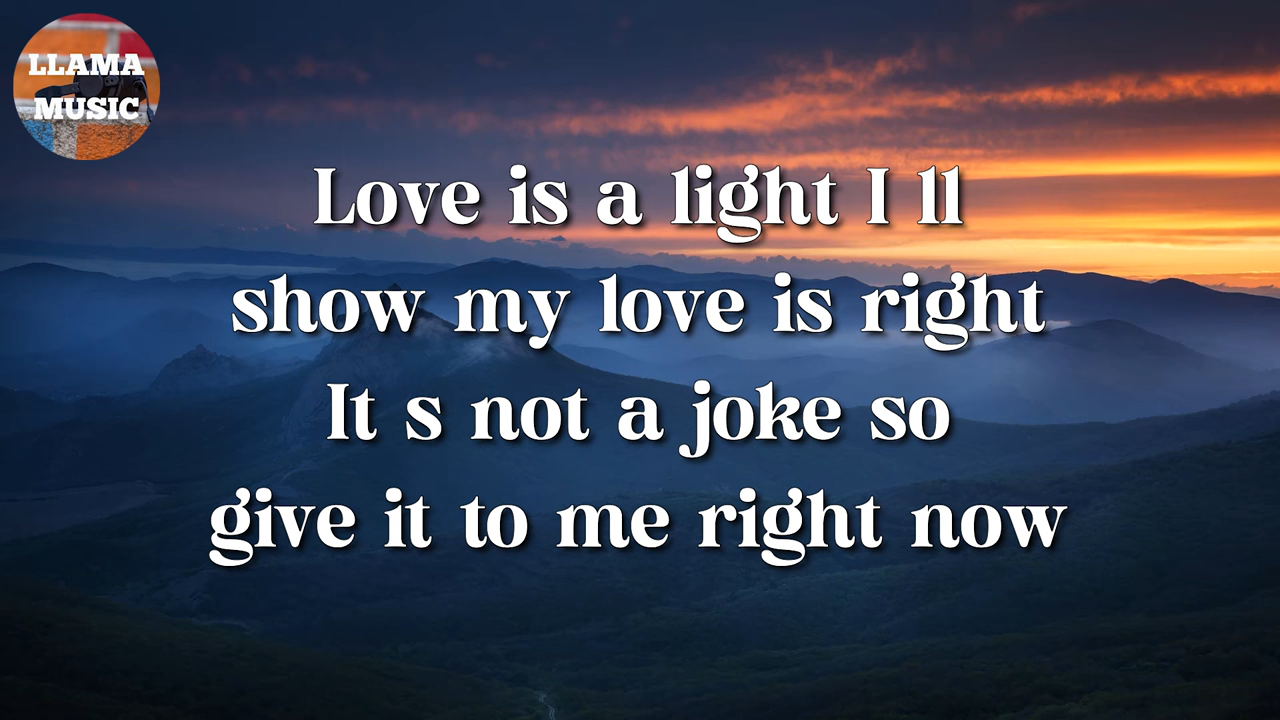 LLAMA
MUSIC
Love is a light I ll
show my love is right
It s not a joke so
give it to me right now